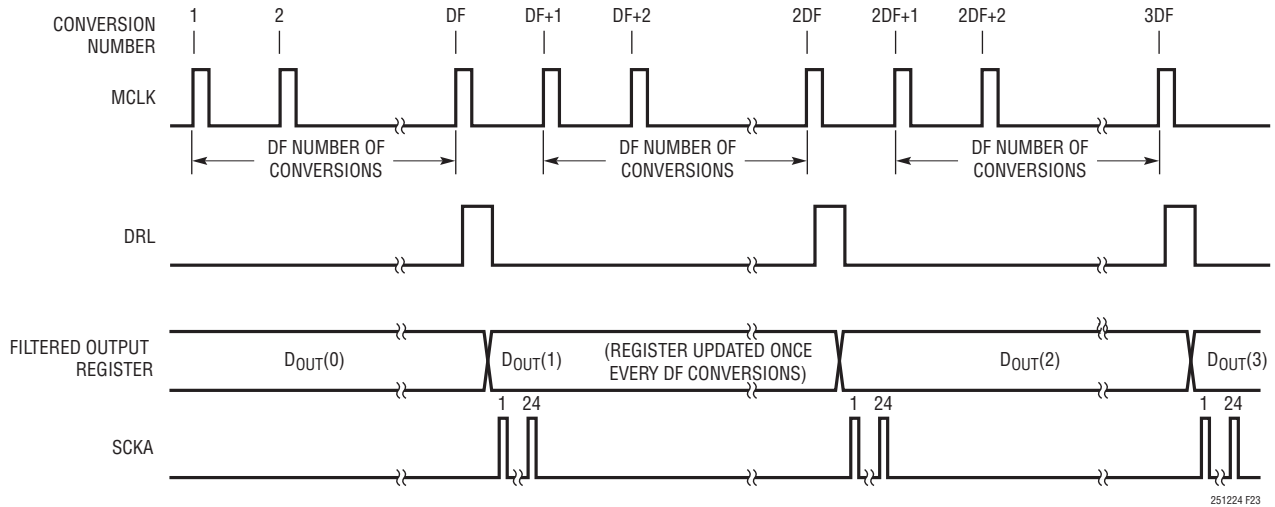 CONVERSION NUMBER
1 2 DF DF+1 DF+2 2DF 2DF+1 2DF+2 3DF
MCLK
DF NUMBER OF CONVERSIONS
DF NUMBER OF CONVERSIONS
DF NUMBER OF CONVERSIONS
DRL
FILTERED OUTPUT REGISTER
DOUT(0)
DOUT(1)
(REGISTER UPDATED ONCE
EVERY DF CONVERSIONS)
DOUT(2)
DOUT(3)
1 24 1 24 1 24
SCKA
251224 F23